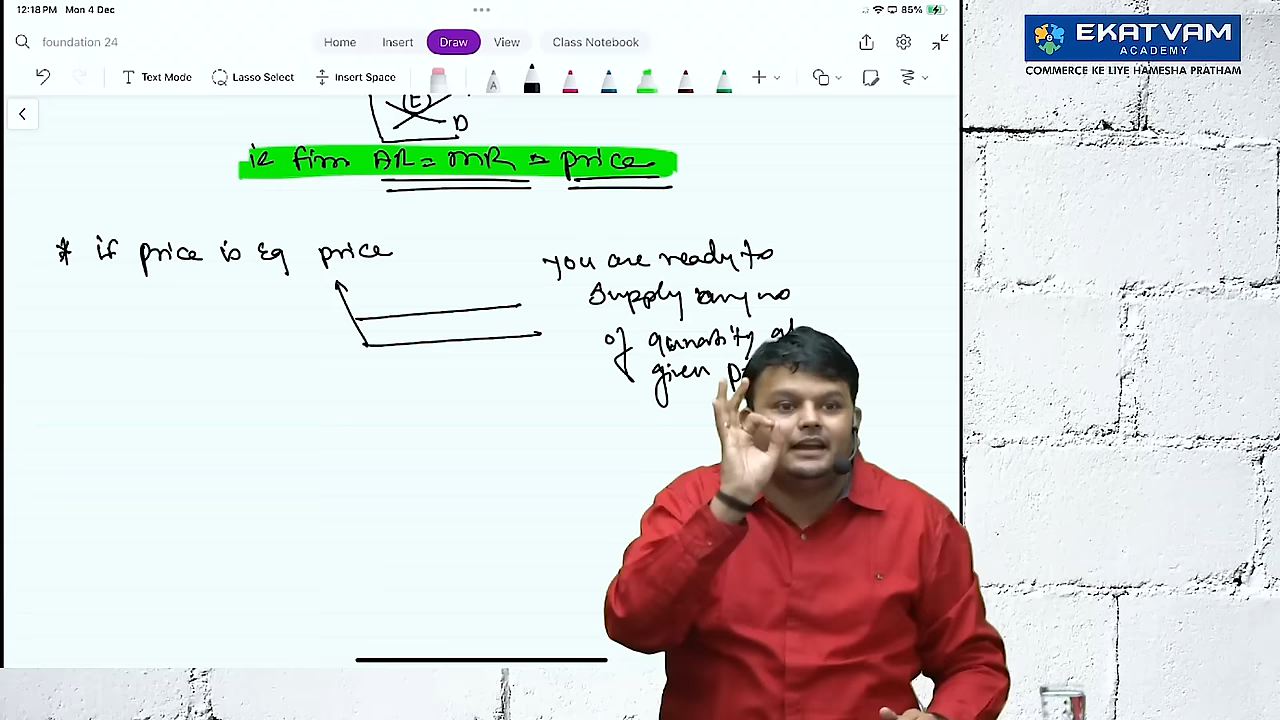 12:18 PM Mon 4 Dec
85%
foundation 24
Home Insert Draw View Class Notebook
Text Mode Lasso Select Insert Space
E
D
ie firm AR = MR = price
* if price is Eq price
you are ready to
supply any no
of quantity at
given
EKATVAM
ACADEMY
COMMERCE KE LIYE HAMESHA PRATHAM